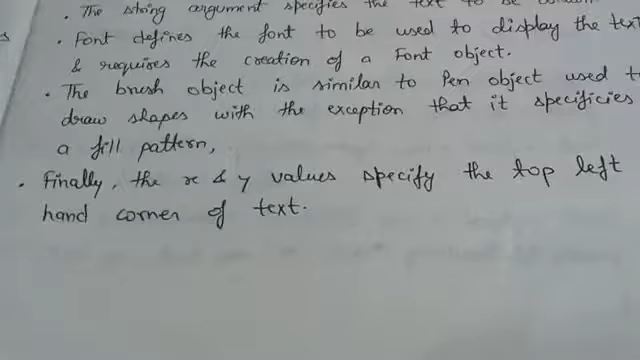 • The string argument specifies the text to be
• Font defines the font to be used to display the text
& requires the creation of a Font object.
• The brush object is similar to Pen object used to
draw shapes with the exception that it specificies
a fill pattern,
• Finally, the x & y values specify the top left
hand corner of text.